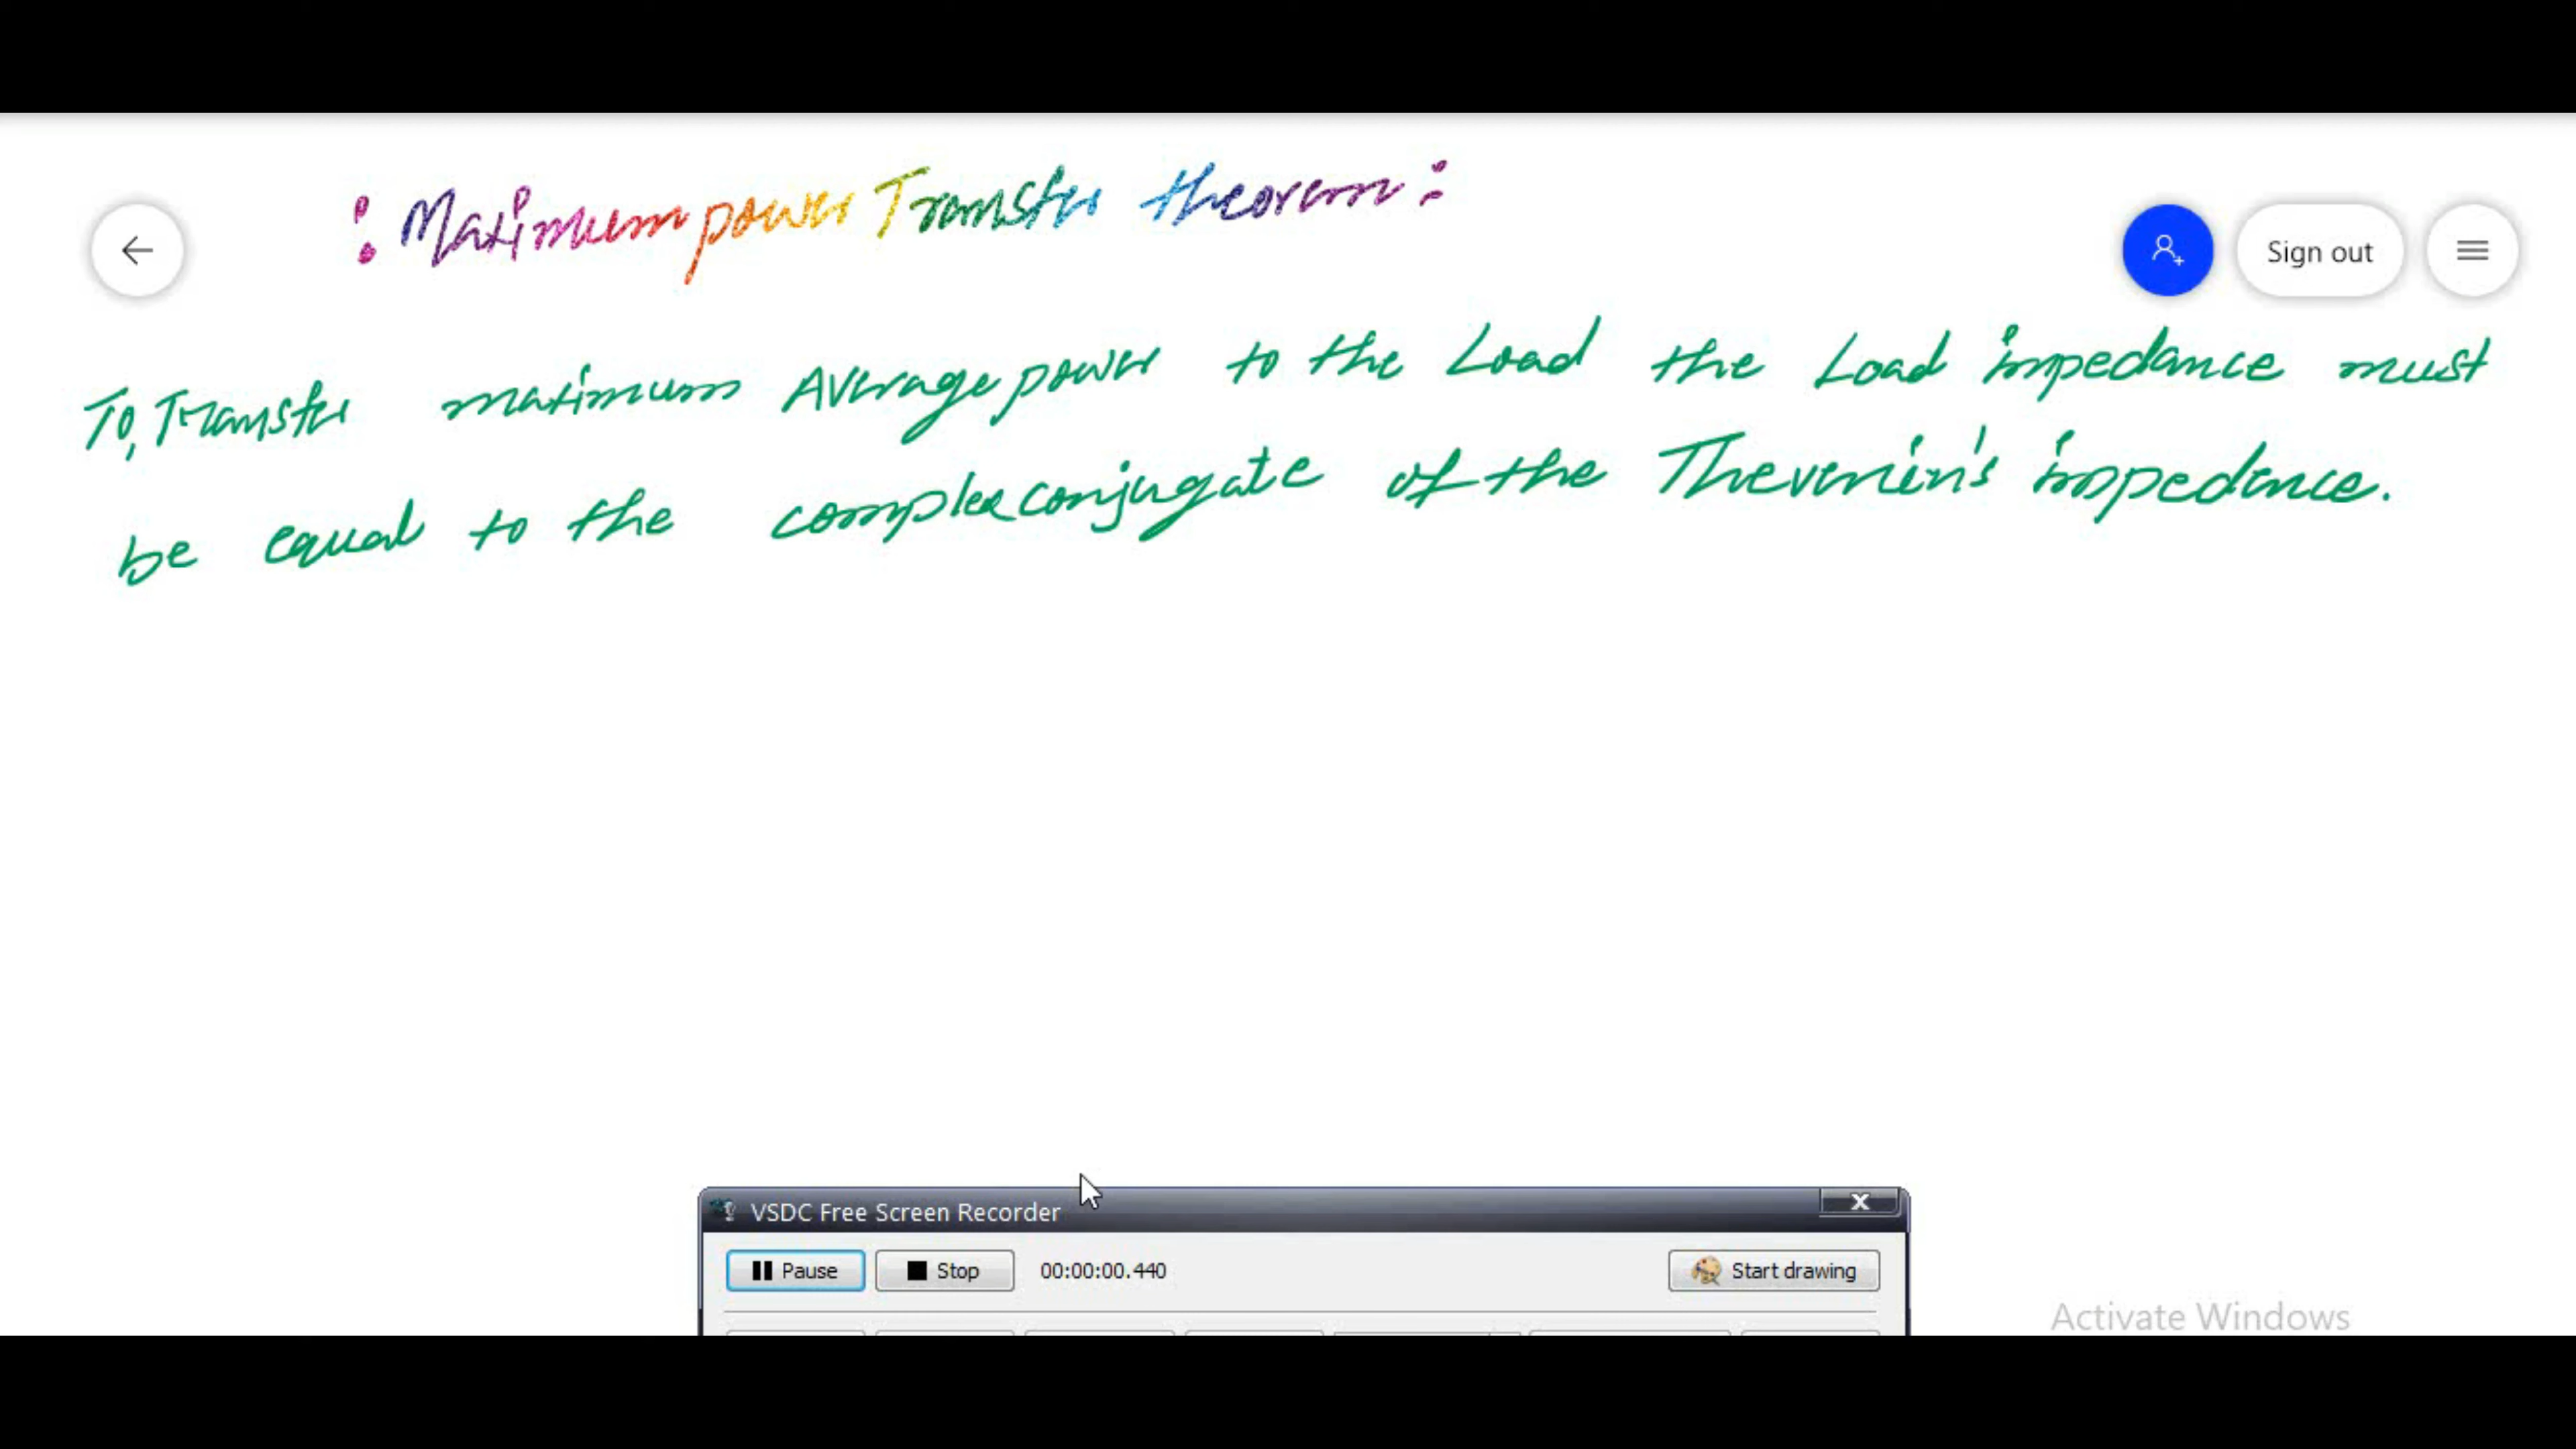 : Maximum power Transfer theorem :
Sign out
To, Transfer maximum Average power to the Load the Load impedance must
be equal to the complex conjugate of the Thevenin's impedance.
VSDC Free Screen Recorder
Pause Stop 00:00:00.440 Start drawing
Activate Windows